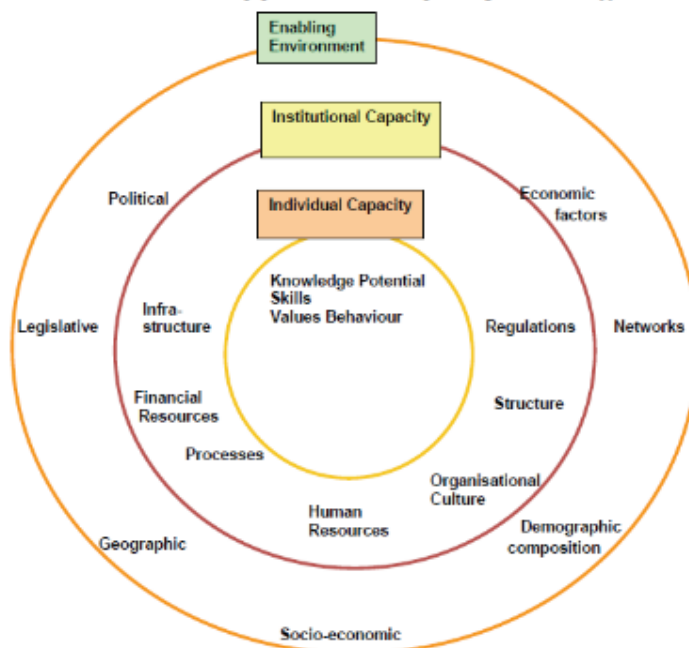 Enabling
Environment
Institutional Capacity
Political
Individual Capacity
Economic
factors
Knowledge Potential
Skills
Values Behaviour
Legislative
Infra-
structure
Regulations
Networks
Financial
Resources
Structure
Processes
Organisational
Culture
Human
Resources
Geographic
Demographic
composition
Socio-economic